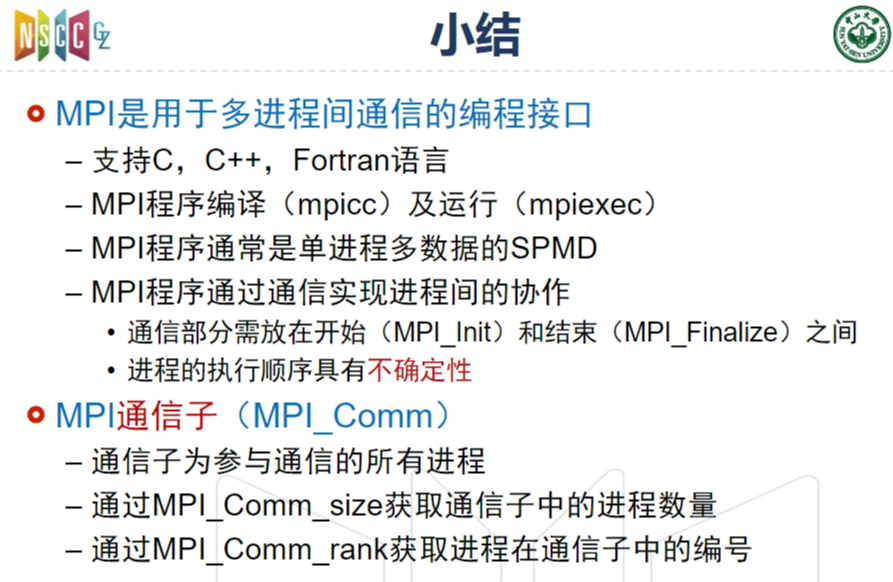 NSCC GZ
小结
中山大学
SUN YAT-SEN UNIVERSITY
MPI是用于多进程间通信的编程接口
– 支持C，C++，Fortran语言
– MPI程序编译（mpicc）及运行（mpiexec）
– MPI程序通常是单进程多数据的SPMD
– MPI程序通过通信实现进程间的协作
• 通信部分需放在开始（MPI_Init）和结束（MPI_Finalize）之间
• 进程的执行顺序具有不确定性
MPI通信子（MPI_Comm）
– 通信子为参与通信的所有进程
– 通过MPI_Comm_size获取通信子中的进程数量
– 通过MPI_Comm_rank获取进程在通信子中的编号